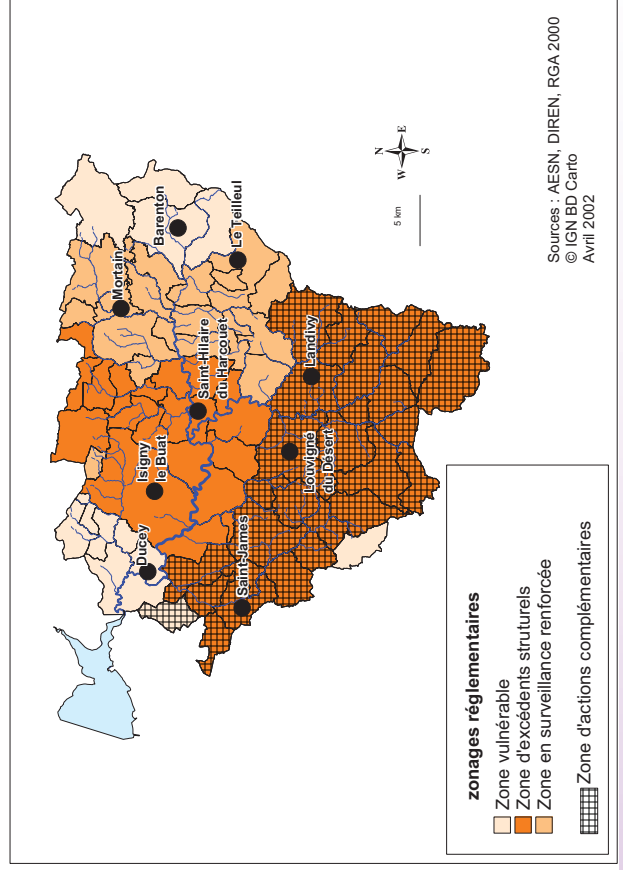 Mortain
Barenton
Le Teilleul
Isigny
le Buat
Saint-Hilaire
du Harcouët
Ducey
Saint-James
Louvigné
du Désert
Landivy
N
W
E
S
5 km
zonages réglementaires
Zone vulnérable
Zone d'excédents struturels
Zone en surveillance renforcée
Zone d'actions complémentaires
Sources : AESN, DIREN, RGA 2000
© IGN BD Carto
Avril 2002